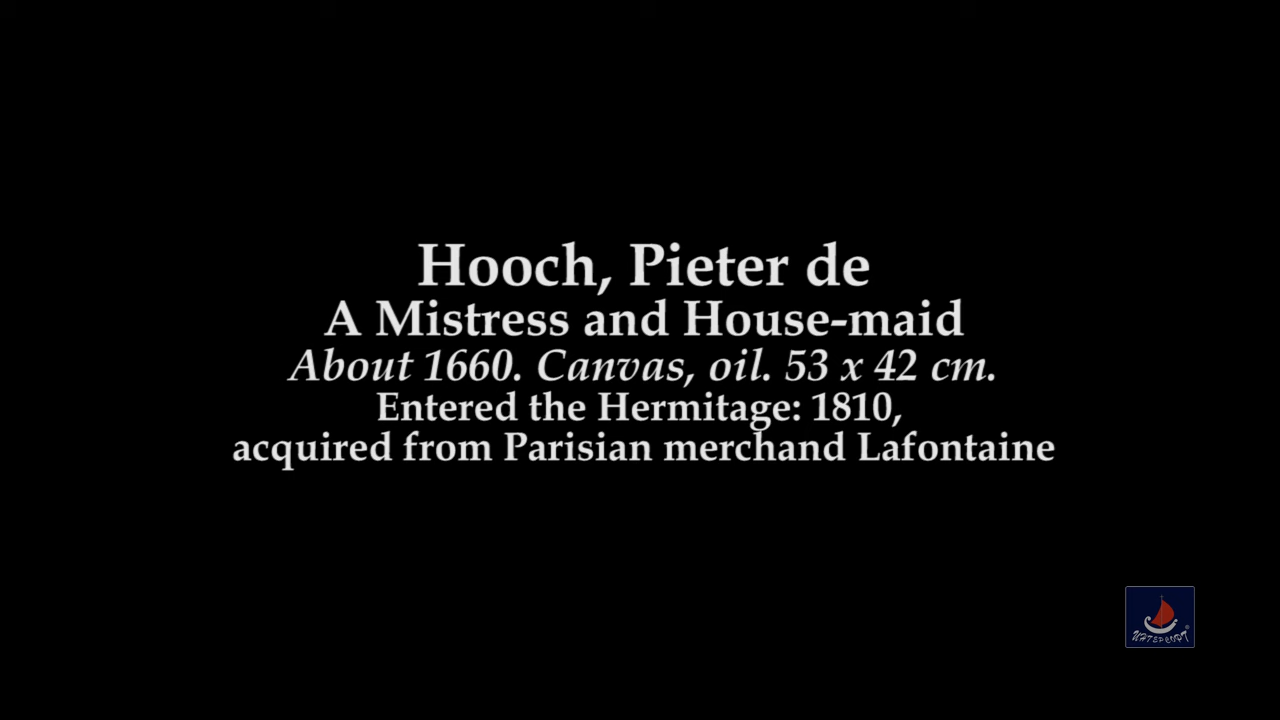 Hooch, Pieter de
A Mistress and House-maid
About 1660. Canvas, oil. 53 x 42 cm.
Entered the Hermitage: 1810,
acquired from Parisian merchand Lafontaine
ИНТЕРСОФТ®